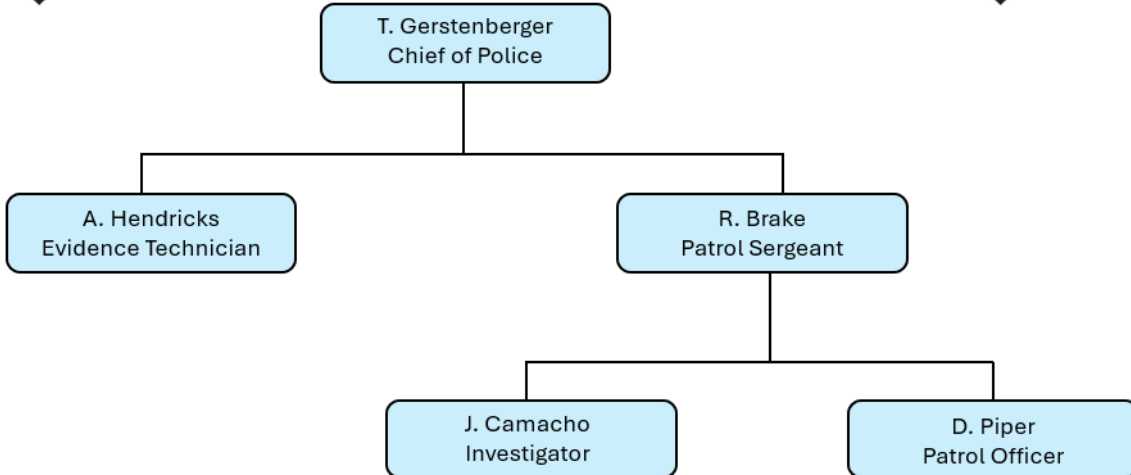 T. Gerstenberger
Chief of Police
A. Hendricks
Evidence Technician
R. Brake
Patrol Sergeant
J. Camacho
Investigator
D. Piper
Patrol Officer